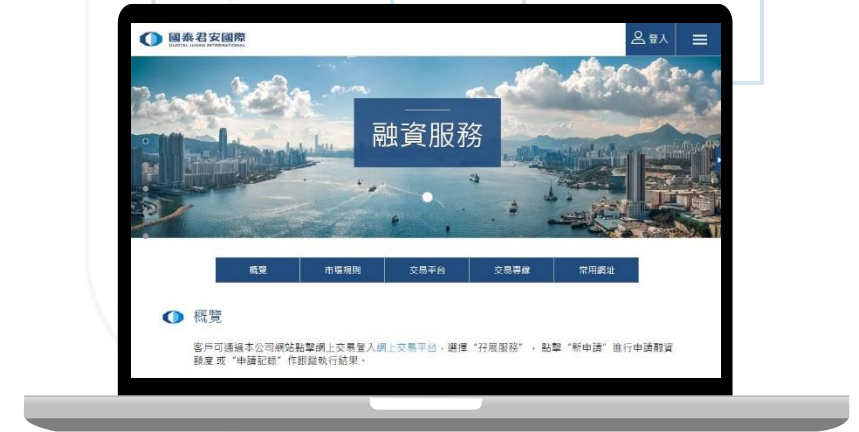 國泰君安國際
GUOTAI JUNAN INTERNATIONAL
登入
融資服務
概覽
市場規則
交易平台
交易專線
常用網址
概覽
客戶可通過本公司網站點擊網上交易登入網上交易平台，選擇 “孖展服務” ， 點擊 “新申請” 進行申請融資
額度 或 “申請記錄” 作
執行結果。